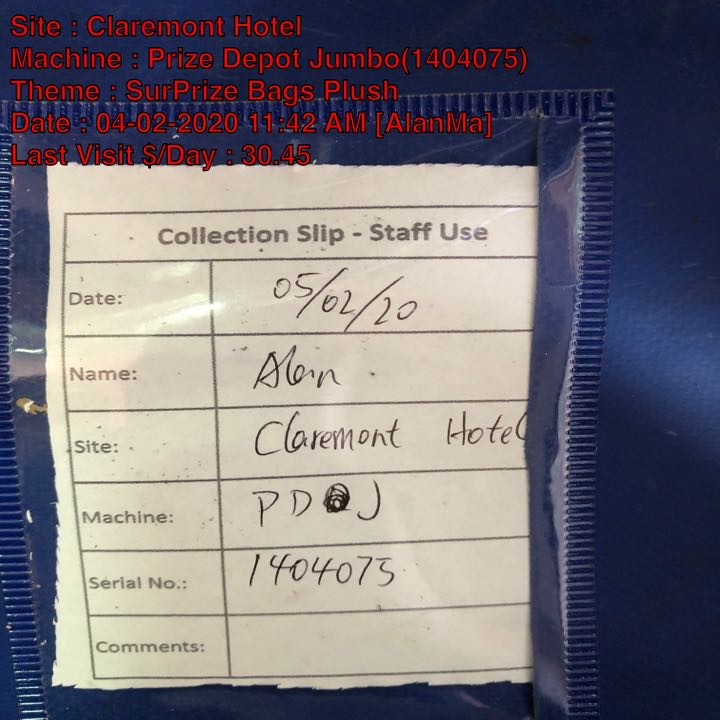 Site : Claremont Hotel
Machine : Prize Depot Jumbo(1404075)
Theme : SurPrize Bags Plush
Date : 04-02-2020 11:42 AM [AlanMa]
Last Visit $/Day : 30.45
Collection Slip - Staff Use
Date: 05/02/20
Name: Alan
Site: Claremont Hotel
Machine: PD J
Serial No.: 1404075
Comments: